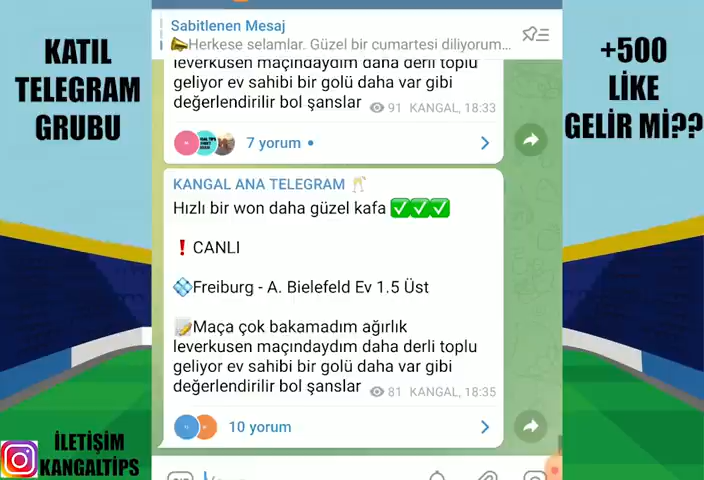 KATIL
TELEGRAM
GRUBU
+500
LİKE
GELİR Mİ??
Sabitlenen Mesaj
Herkese selamlar. Güzel bir cumartesi diliyorum...
leverkusen maçındaydım daha derli toplu
geliyor ev sahibi bir golü daha var gibi
değerlendirilir bol şanslar 91 KANGAL, 18:33
7 yorum
KANGAL ANA TELEGRAM
Hızlı bir won daha güzel kafa
CANLI
Freiburg - A. Bielefeld Ev 1.5 Üst
Maça çok bakamadım ağırlık
leverkusen maçındaydım daha derli toplu
geliyor ev sahibi bir golü daha var gibi
değerlendirilir bol şanslar 81 KANGAL, 18:35
10 yorum
İLETİŞİM
KANGALTİPS